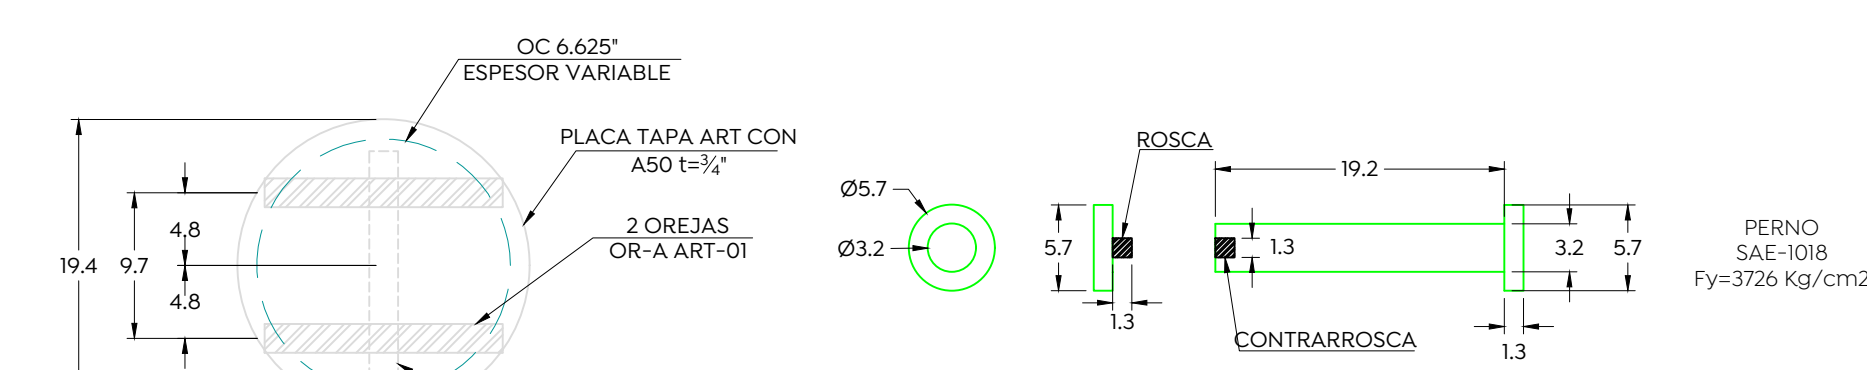 OC 6.625"
ESPESOR VARIABLE
PLACA TAPA ART CON
A50 t=¾"
2 OREJAS
OR-A ART-01
19.4
9.7
4.8
4.8
Ø5.7
Ø3.2
5.7
ROSCA
1.3
19.2
1.3
CONTRARROSCA
3.2
5.7
1.3
PERNO
SAE-1018
Fy=3726 Kg/cm2